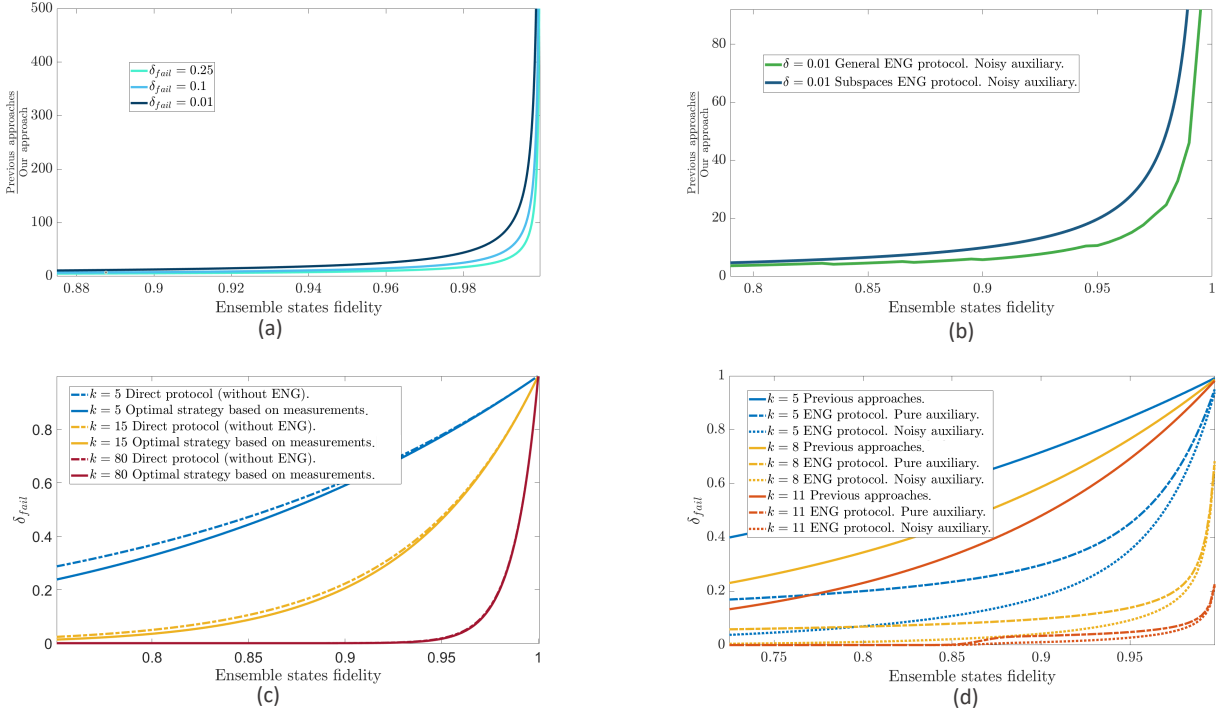 500
400
300
200
100
0
Previous approaches
Our approach
δfail = 0.25
δfail = 0.1
δfail = 0.01
0.88 0.9 0.92 0.94 0.96 0.98
Ensemble states fidelity
(a)
80
60
40
20
0
Previous approaches
Our approach
δ = 0.01 General ENG protocol. Noisy auxiliary.
δ = 0.01 Subspaces ENG protocol. Noisy auxiliary.
0.8 0.85 0.9 0.95 1
Ensemble states fidelity
(b)
0.8
0.6
0.4
0.2
0
δfail
k = 5 Direct protocol (without ENG).
k = 5 Optimal strategy based on measurements.
k = 15 Direct protocol (without ENG).
k = 15 Optimal strategy based on measurements.
k = 80 Direct protocol (without ENG).
k = 80 Optimal strategy based on measurements.
0.8 0.85 0.9 0.95 1
Ensemble states fidelity
(c)
1
0.8
0.6
0.4
0.2
0
δfail
k = 5 Previous approaches.
k = 5 ENG protocol. Pure auxiliary.
k = 5 ENG protocol. Noisy auxiliary.
k = 8 Previous approaches.
k = 8 ENG protocol. Pure auxiliary.
k = 8 ENG protocol. Noisy auxiliary.
k = 11 Previous approaches.
k = 11 ENG protocol. Pure auxiliary.
k = 11 ENG protocol. Noisy auxiliary.
0.75 0.8 0.85 0.9 0.95
Ensemble states fidelity
(d)